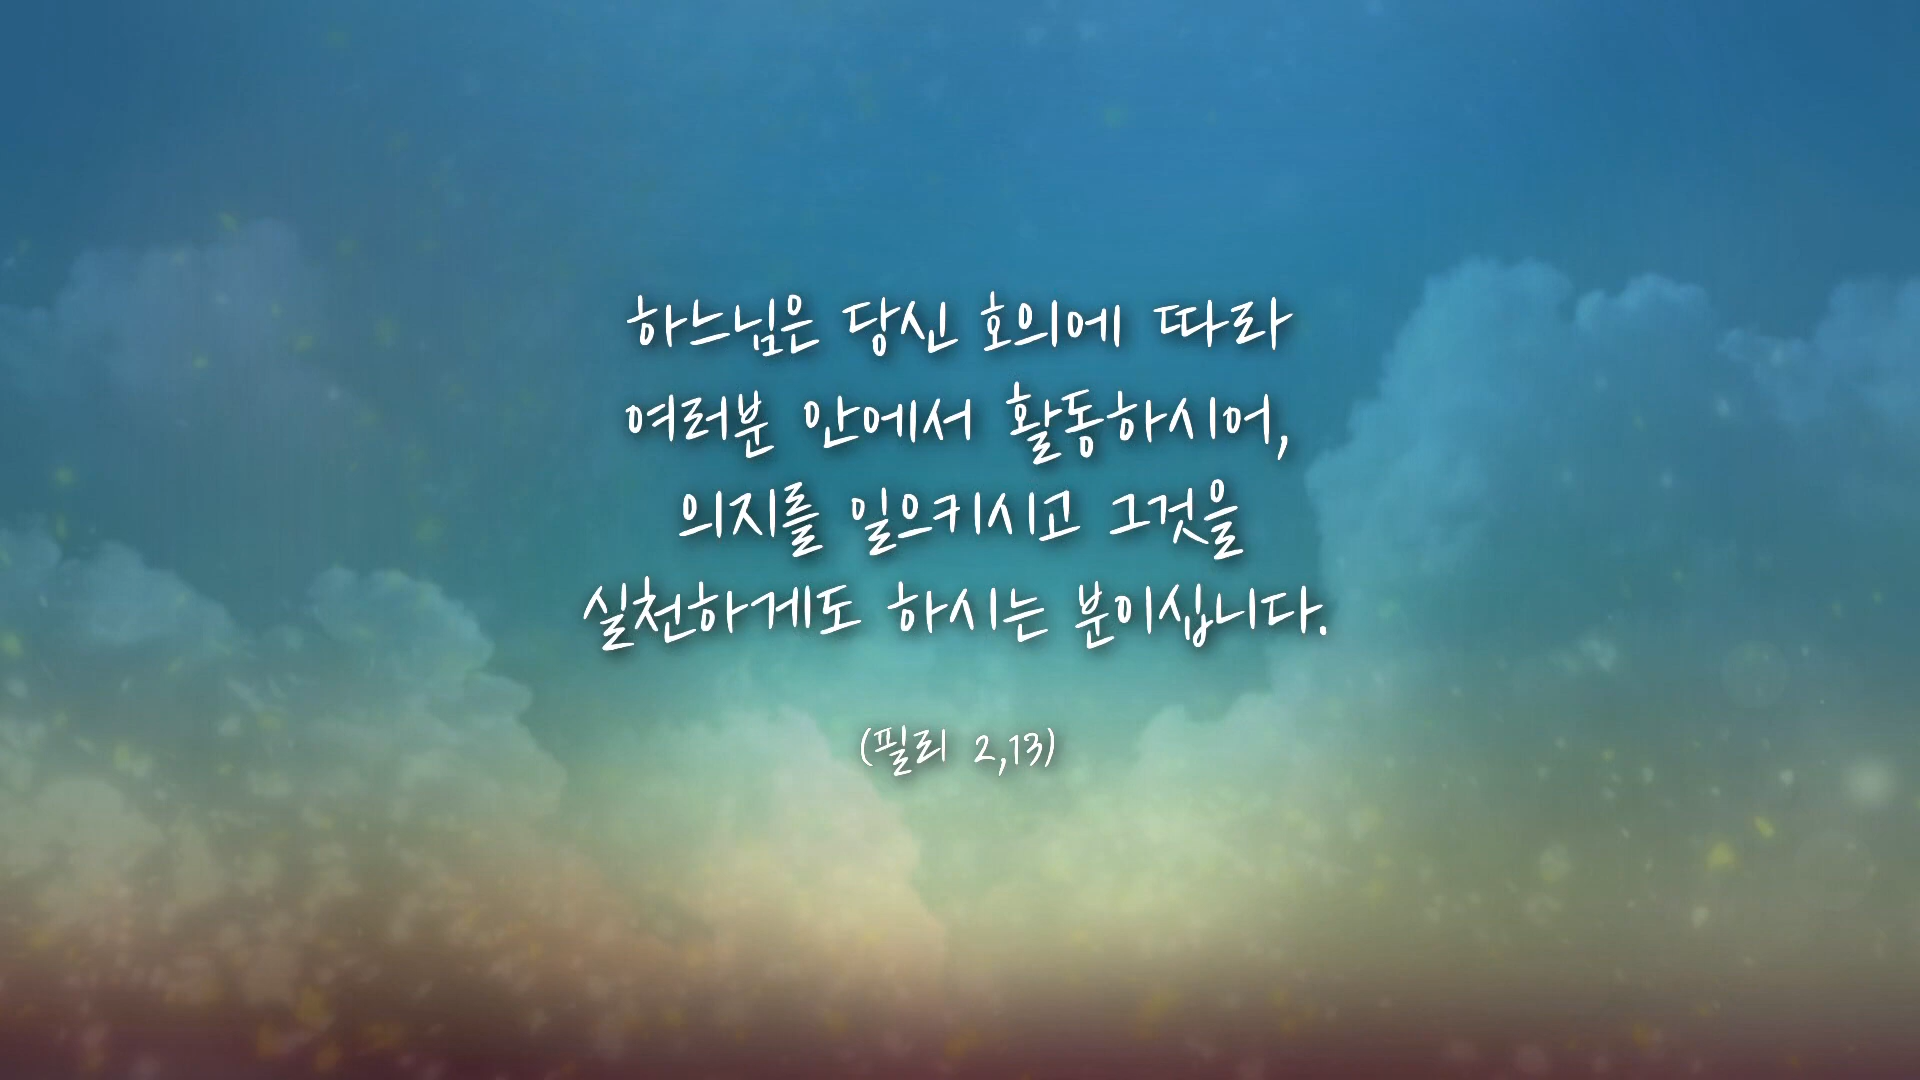 하느님은 당신 호의에 따라
여러분 안에서 활동하시어,
의지를 일으키시고 그것을
실천하게도 하시는 분이십니다.
(필리 2,13)